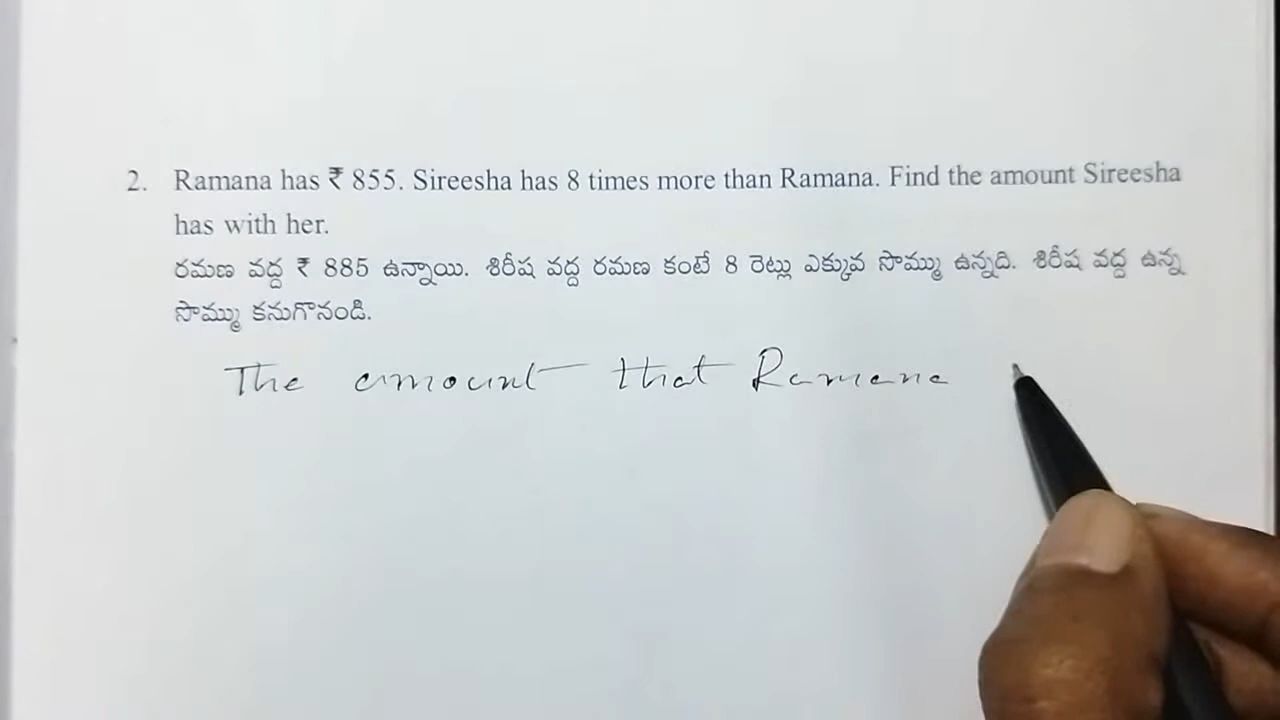 2. Ramana has ₹ 855. Sireesha has 8 times more than Ramana. Find the amount Sireesha
has with her.
రమణ వద్ద ₹ 885 ఉన్నాయి. శిరీష వద్ద రమణ కంటే 8 రెట్లు ఎక్కువ సొమ్ము ఉన్నది. శిరీష వద్ద ఉన్న
సొమ్ము కనుగొనండి.
The amount that Ramana